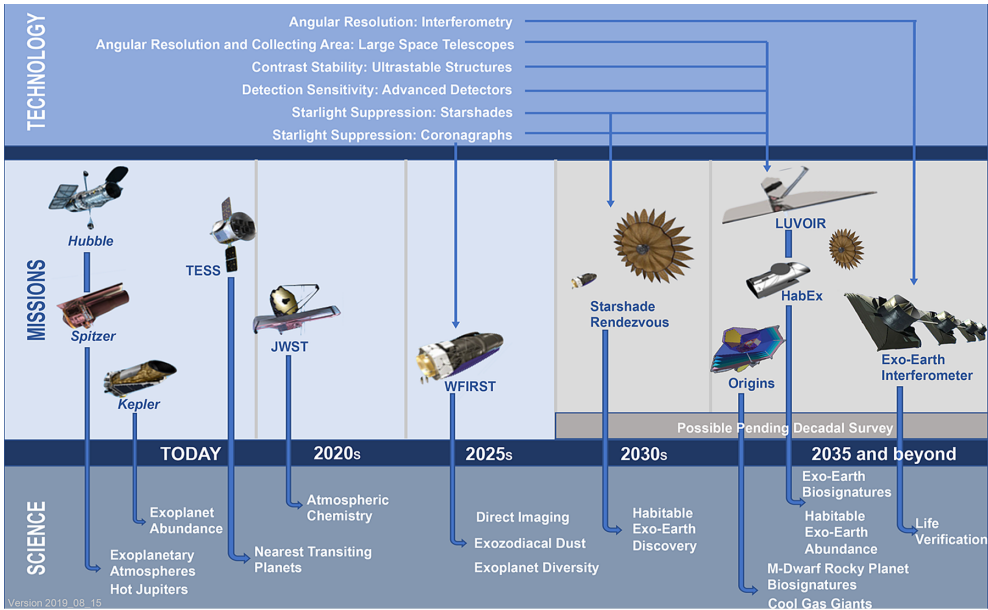 TECHNOLOGY
Angular Resolution: Interferometry
Angular Resolution and Collecting Area: Large Space Telescopes
Contrast Stability: Ultrastable Structures
Detection Sensitivity: Advanced Detectors
Starlight Suppression: Starshades
Starlight Suppression: Coronagraphs
MISSIONS
Hubble
Spitzer
Kepler
TESS
JWST
WFIRST
Starshade
Rendezvous
LUVOIR
HabEx
Origins
Exo-Earth
Interferometer
Possible Pending Decadal Survey
TODAY
2020s
2025s
2030s
2035 and beyond
SCIENCE
Exoplanet
Abundance
Exoplanetary
Atmospheres
Hot Jupiters
Nearest Transiting
Planets
Atmospheric
Chemistry
Direct Imaging
Exozodiacal Dust
Exoplanet Diversity
Habitable
Exo-Earth
Discovery
Exo-Earth
Biosignatures
Habitable
Exo-Earth
Abundance
M-Dwarf Rocky Planet
Biosignatures
Cool Gas Giants
Life
Verification
Version 2019_08_15